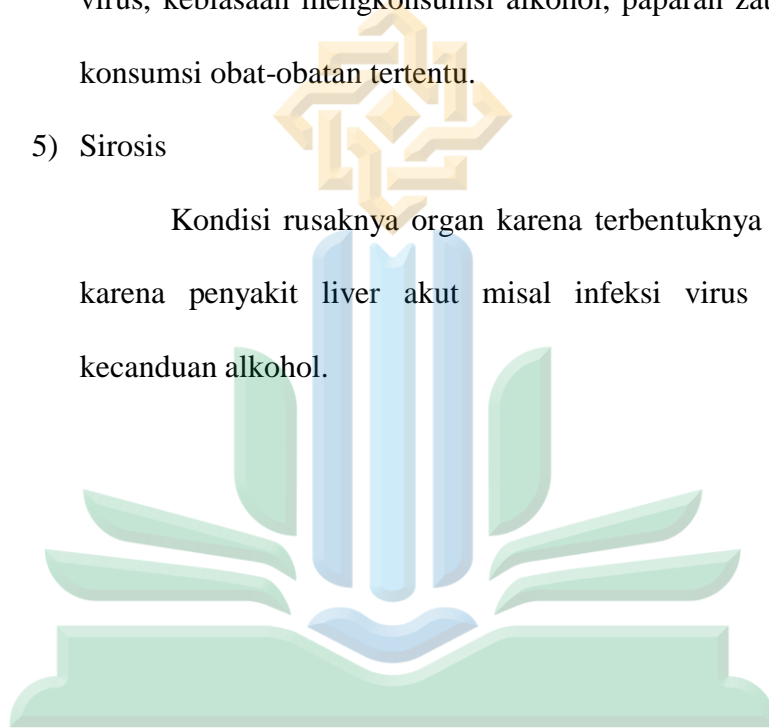 virus, kebiasaan mengkonsumsi alkohol, paparan zat
konsumsi obat-obatan tertentu.
5) Sirosis
Kondisi rusaknya organ karena terbentuknya
karena penyakit liver akut misal infeksi virus
kecanduan alkohol.